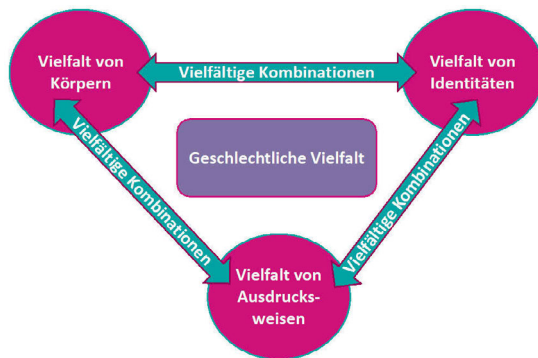 Vielfalt von
Körpern
Vielfältige Kombinationen
Vielfalt von
Identitäten
Vielfältige Kombinationen
Geschlechtliche Vielfalt
Vielfältige Kombinationen
Vielfalt von
Ausdrucks-
weisen